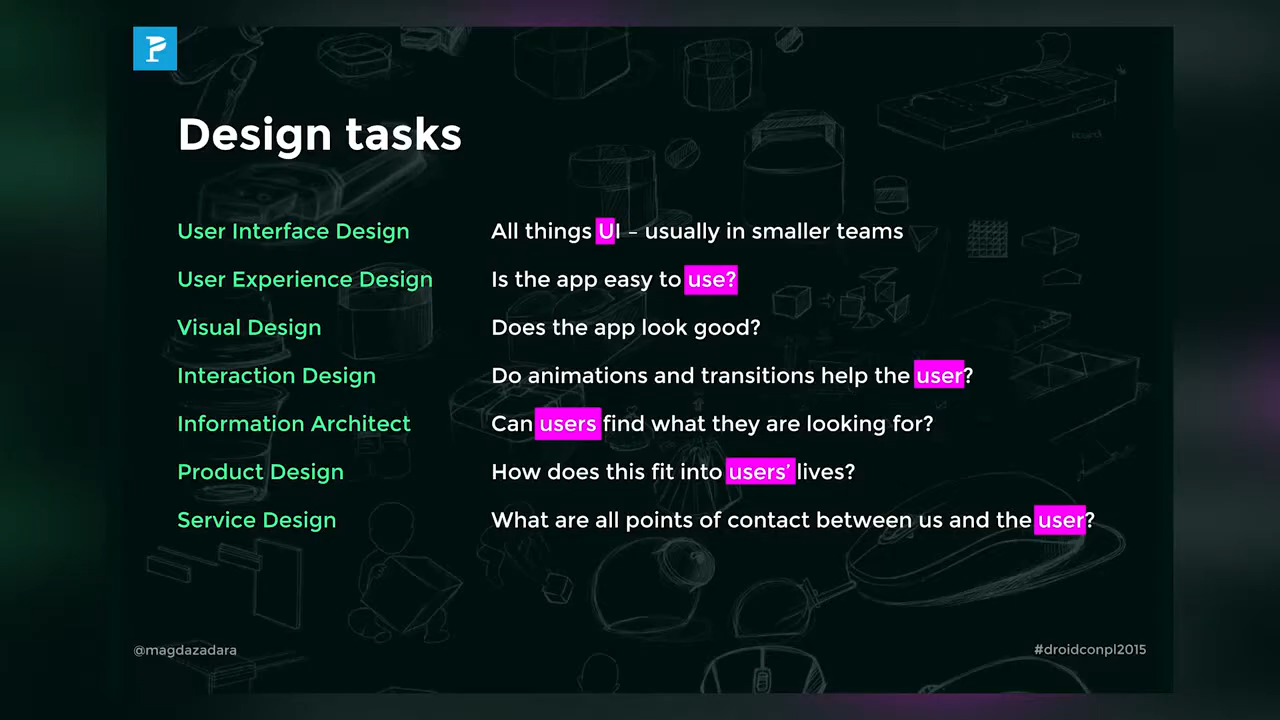 Design tasks
User Interface Design All things UI – usually in smaller teams
User Experience Design Is the app easy to use?
Visual Design Does the app look good?
Interaction Design Do animations and transitions help the user?
Information Architect Can users find what they are looking for?
Product Design How does this fit into users’ lives?
Service Design What are all points of contact between us and the user?
@magdazadara #droidconpl2015